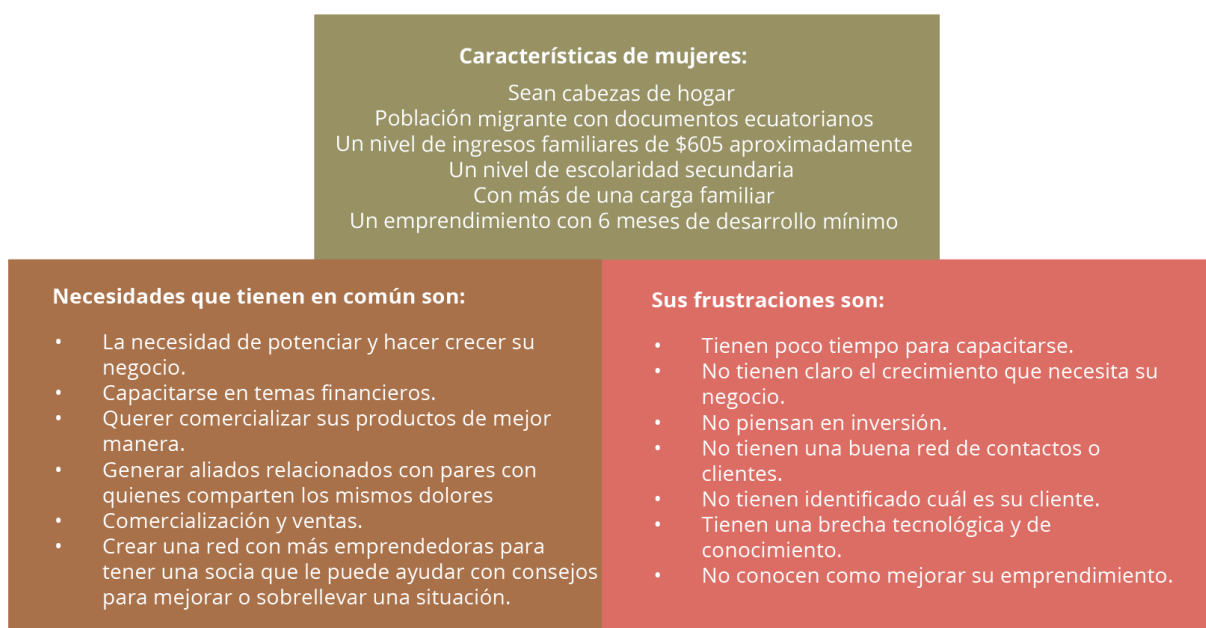 Características de mujeres:
Sean cabezas de hogar
Población migrante con documentos ecuatorianos
Un nivel de ingresos familiares de $605 aproximadamente
Un nivel de escolaridad secundaria
Con más de una carga familiar
Un emprendimiento con 6 meses de desarrollo mínimo
Necesidades que tienen en común son:
• La necesidad de potenciar y hacer crecer su
negocio.
• Capacitarse en temas financieros.
• Querer comercializar sus productos de mejor
manera.
• Generar aliados relacionados con pares con
quienes comparten los mismos dolores
• Comercialización y ventas.
• Crear una red con más emprendedoras para
tener una socia que le puede ayudar con consejos
para mejorar o sobrellevar una situación.
Sus frustraciones son:
• Tienen poco tiempo para capacitarse.
• No tienen claro el crecimiento que necesita su
negocio.
• No piensan en inversión.
• No tienen una buena red de contactos o
clientes.
• No tienen identificado cuál es su cliente.
• Tienen una brecha tecnológica y de
conocimiento.
• No conocen como mejorar su emprendimiento.